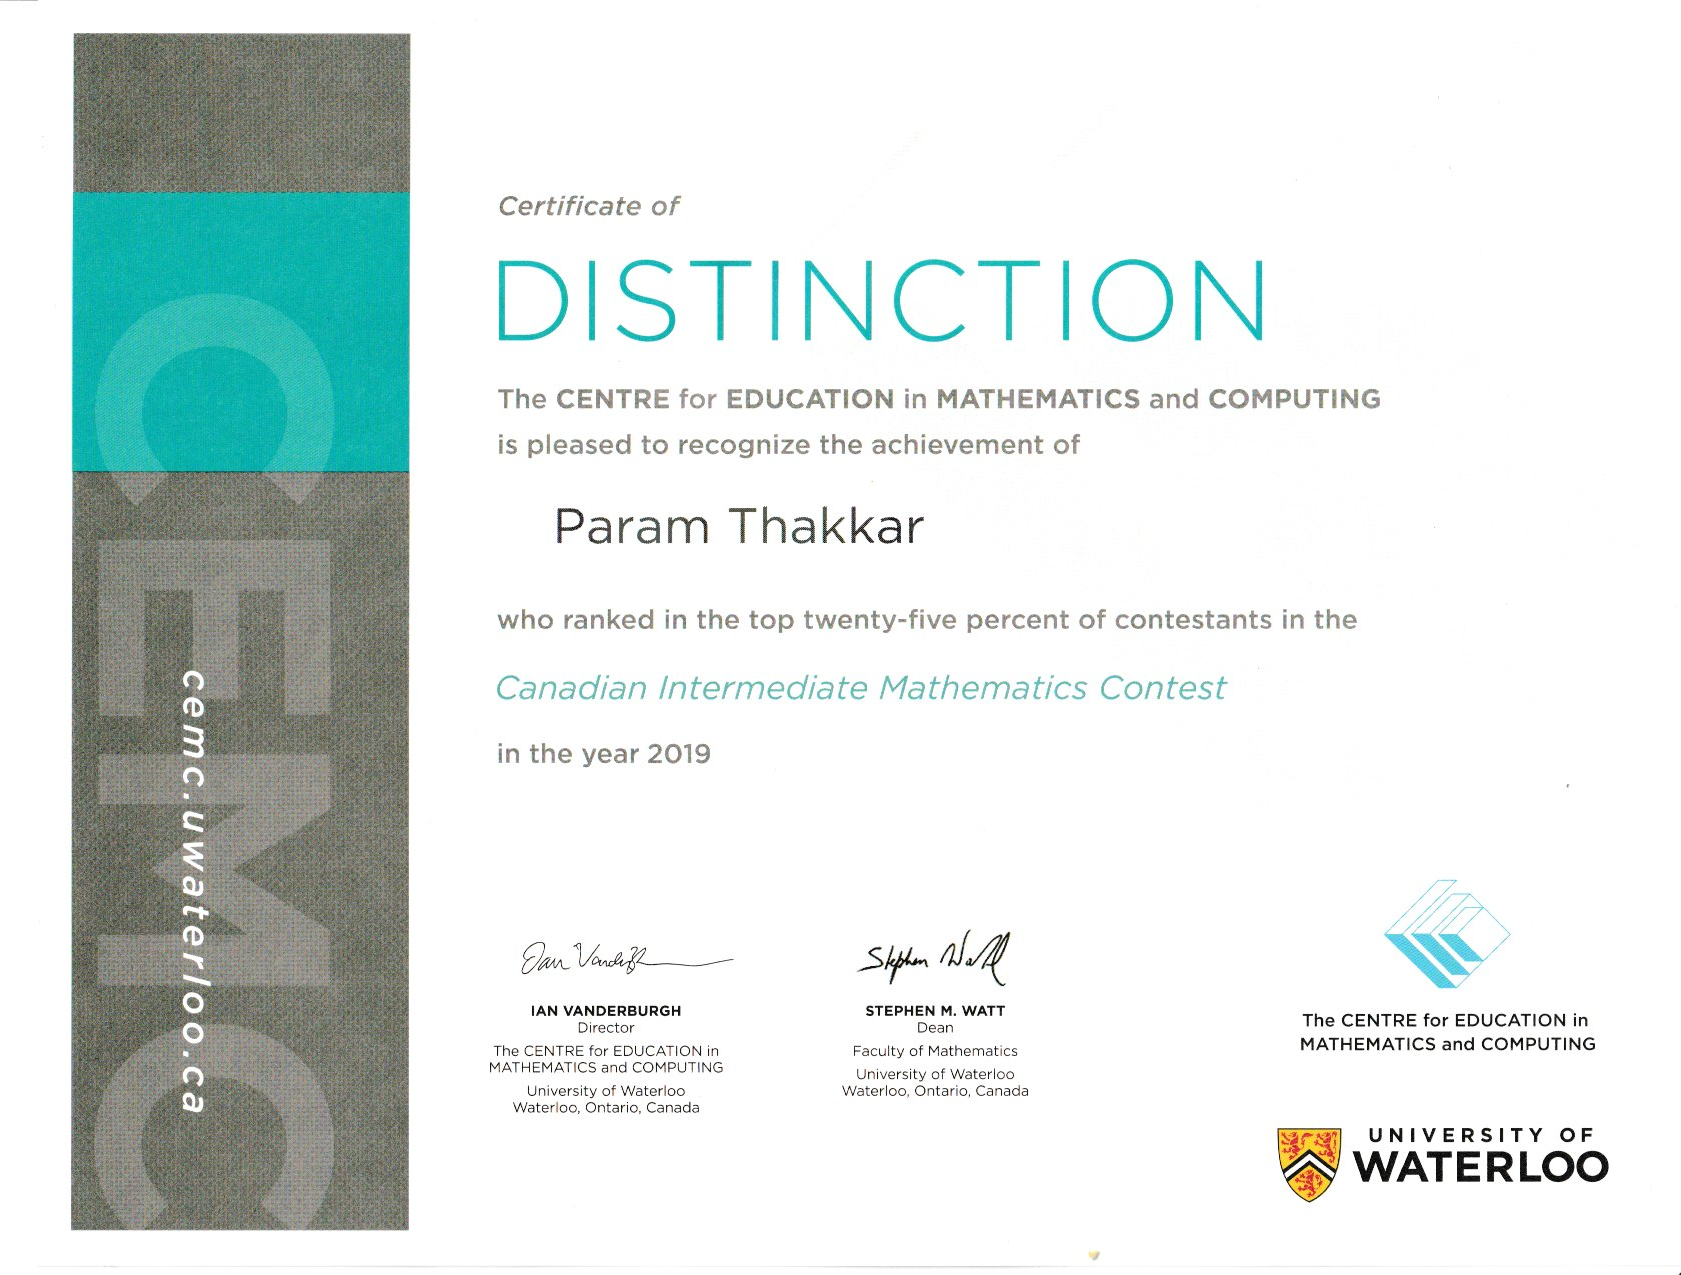 CEMC
cemc.uwaterloo.ca
Certificate of
DISTINCTION
The CENTRE for EDUCATION in MATHEMATICS and COMPUTING
is pleased to recognize the achievement of
Param Thakkar
who ranked in the top twenty-five percent of contestants in the
Canadian Intermediate Mathematics Contest
in the year 2019
IAN VANDERBURGH
Director
The CENTRE for EDUCATION in
MATHEMATICS and COMPUTING
University of Waterloo
Waterloo, Ontario, Canada
Stephen Watt
STEPHEN M. WATT
Dean
Faculty of Mathematics
University of Waterloo
Waterloo, Ontario, Canada
The CENTRE for EDUCATION in
MATHEMATICS and COMPUTING
UNIVERSITY OF
WATERLOO